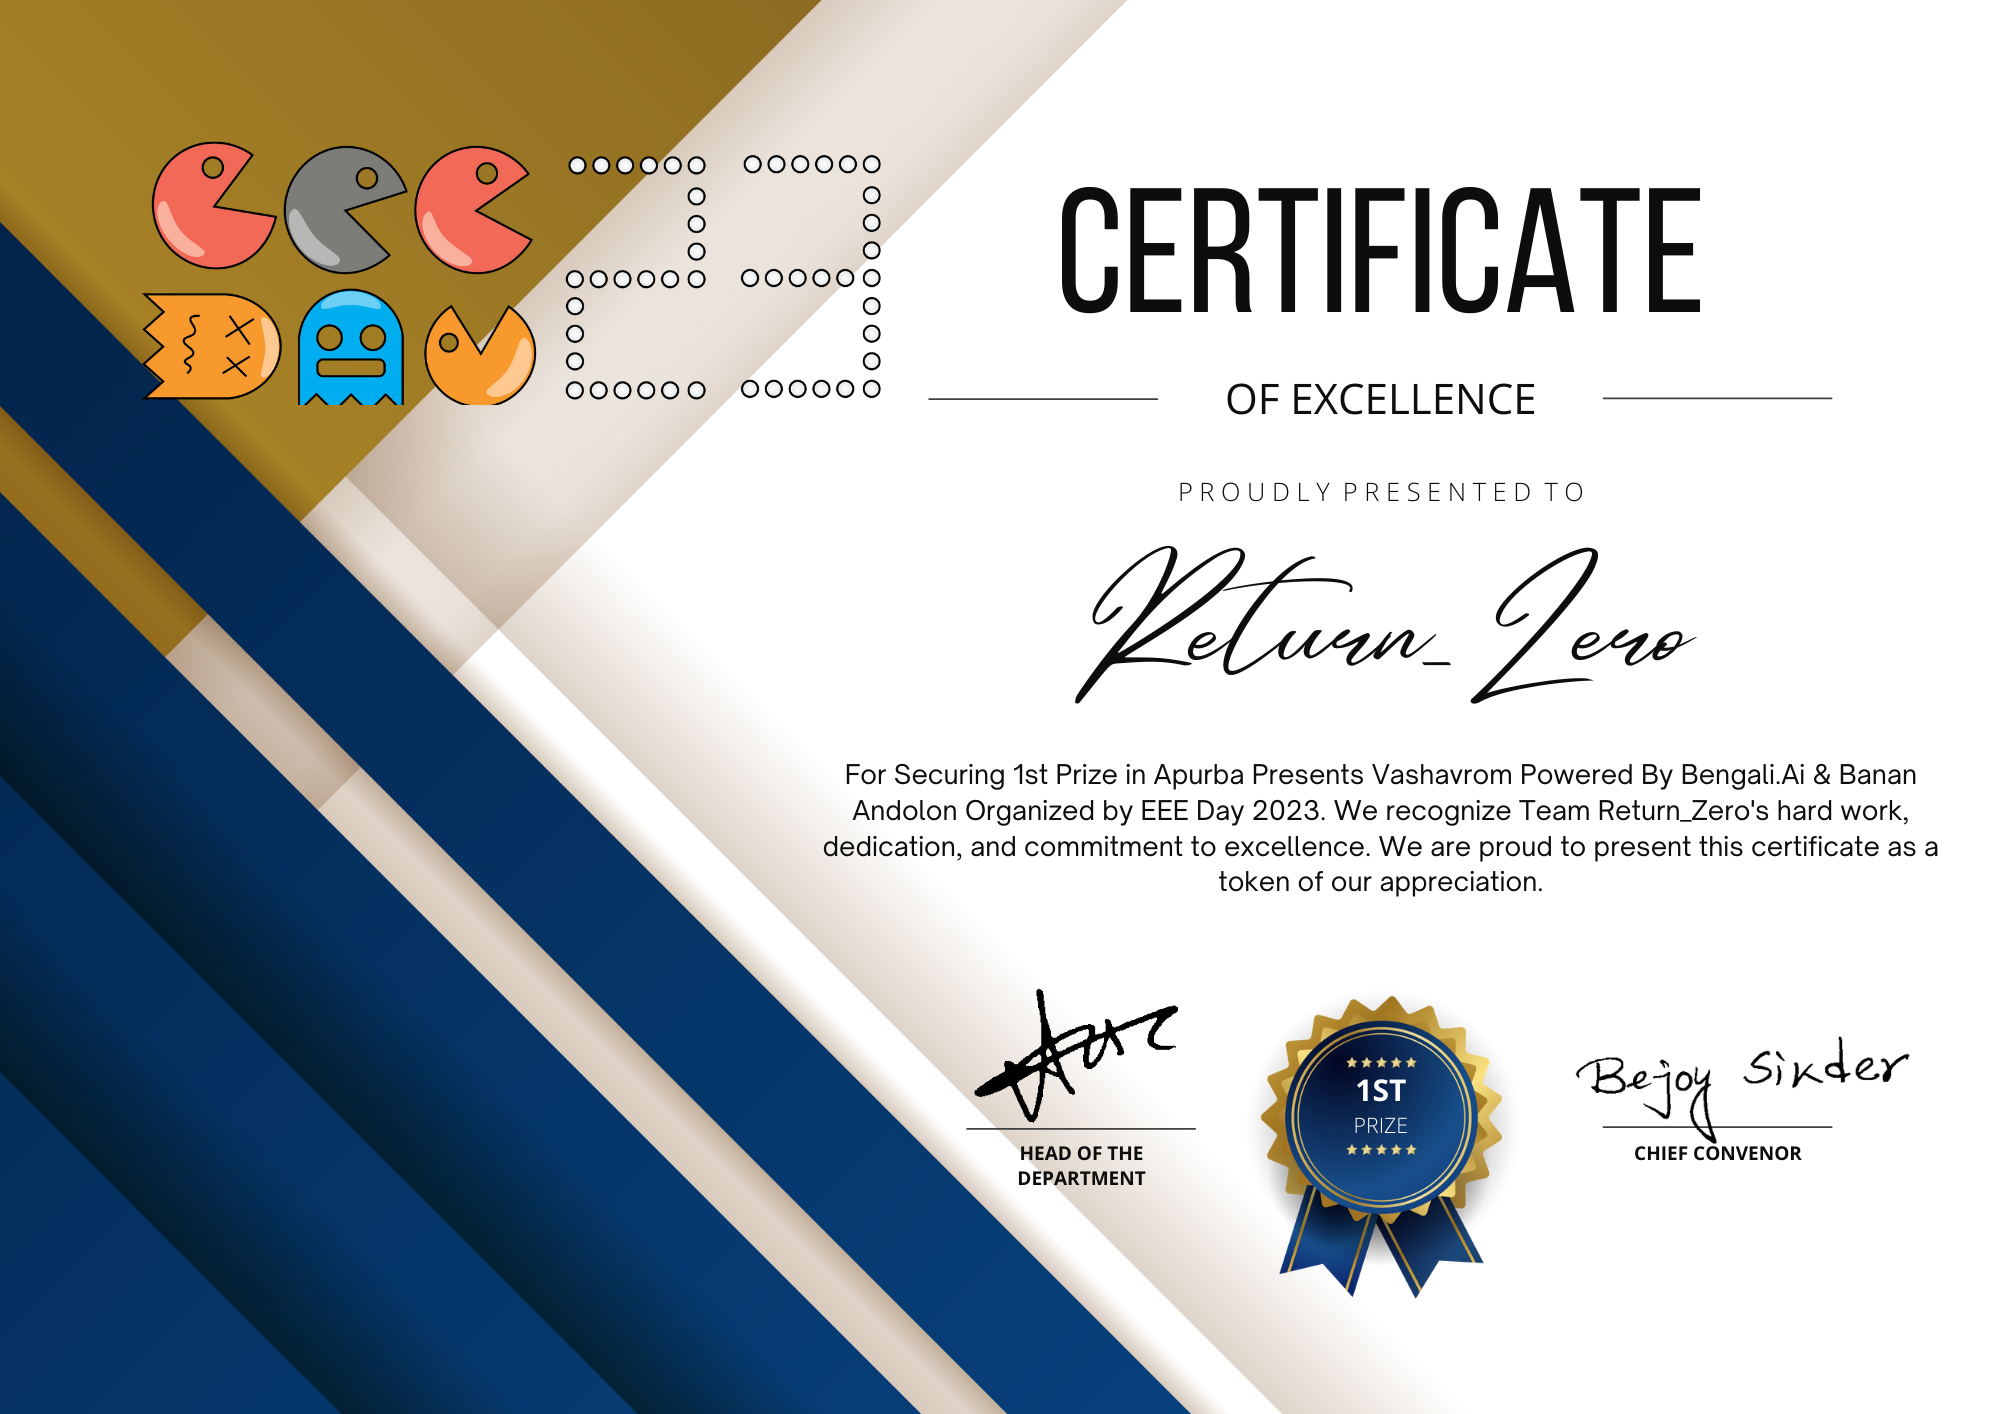 EEE
DAY 23
CERTIFICATE
OF EXCELLENCE
PROUDLY PRESENTED TO
Return_Zero
For Securing 1st Prize in Apurba Presents Vashavrom Powered By Bengali.Ai & Banan
Andolon Organized by EEE Day 2023. We recognize Team Return_Zero's hard work,
dedication, and commitment to excellence. We are proud to present this certificate as a
token of our appreciation.
HEAD OF THE
DEPARTMENT
1ST
PRIZE
Bejoy Sikder
CHIEF CONVENOR